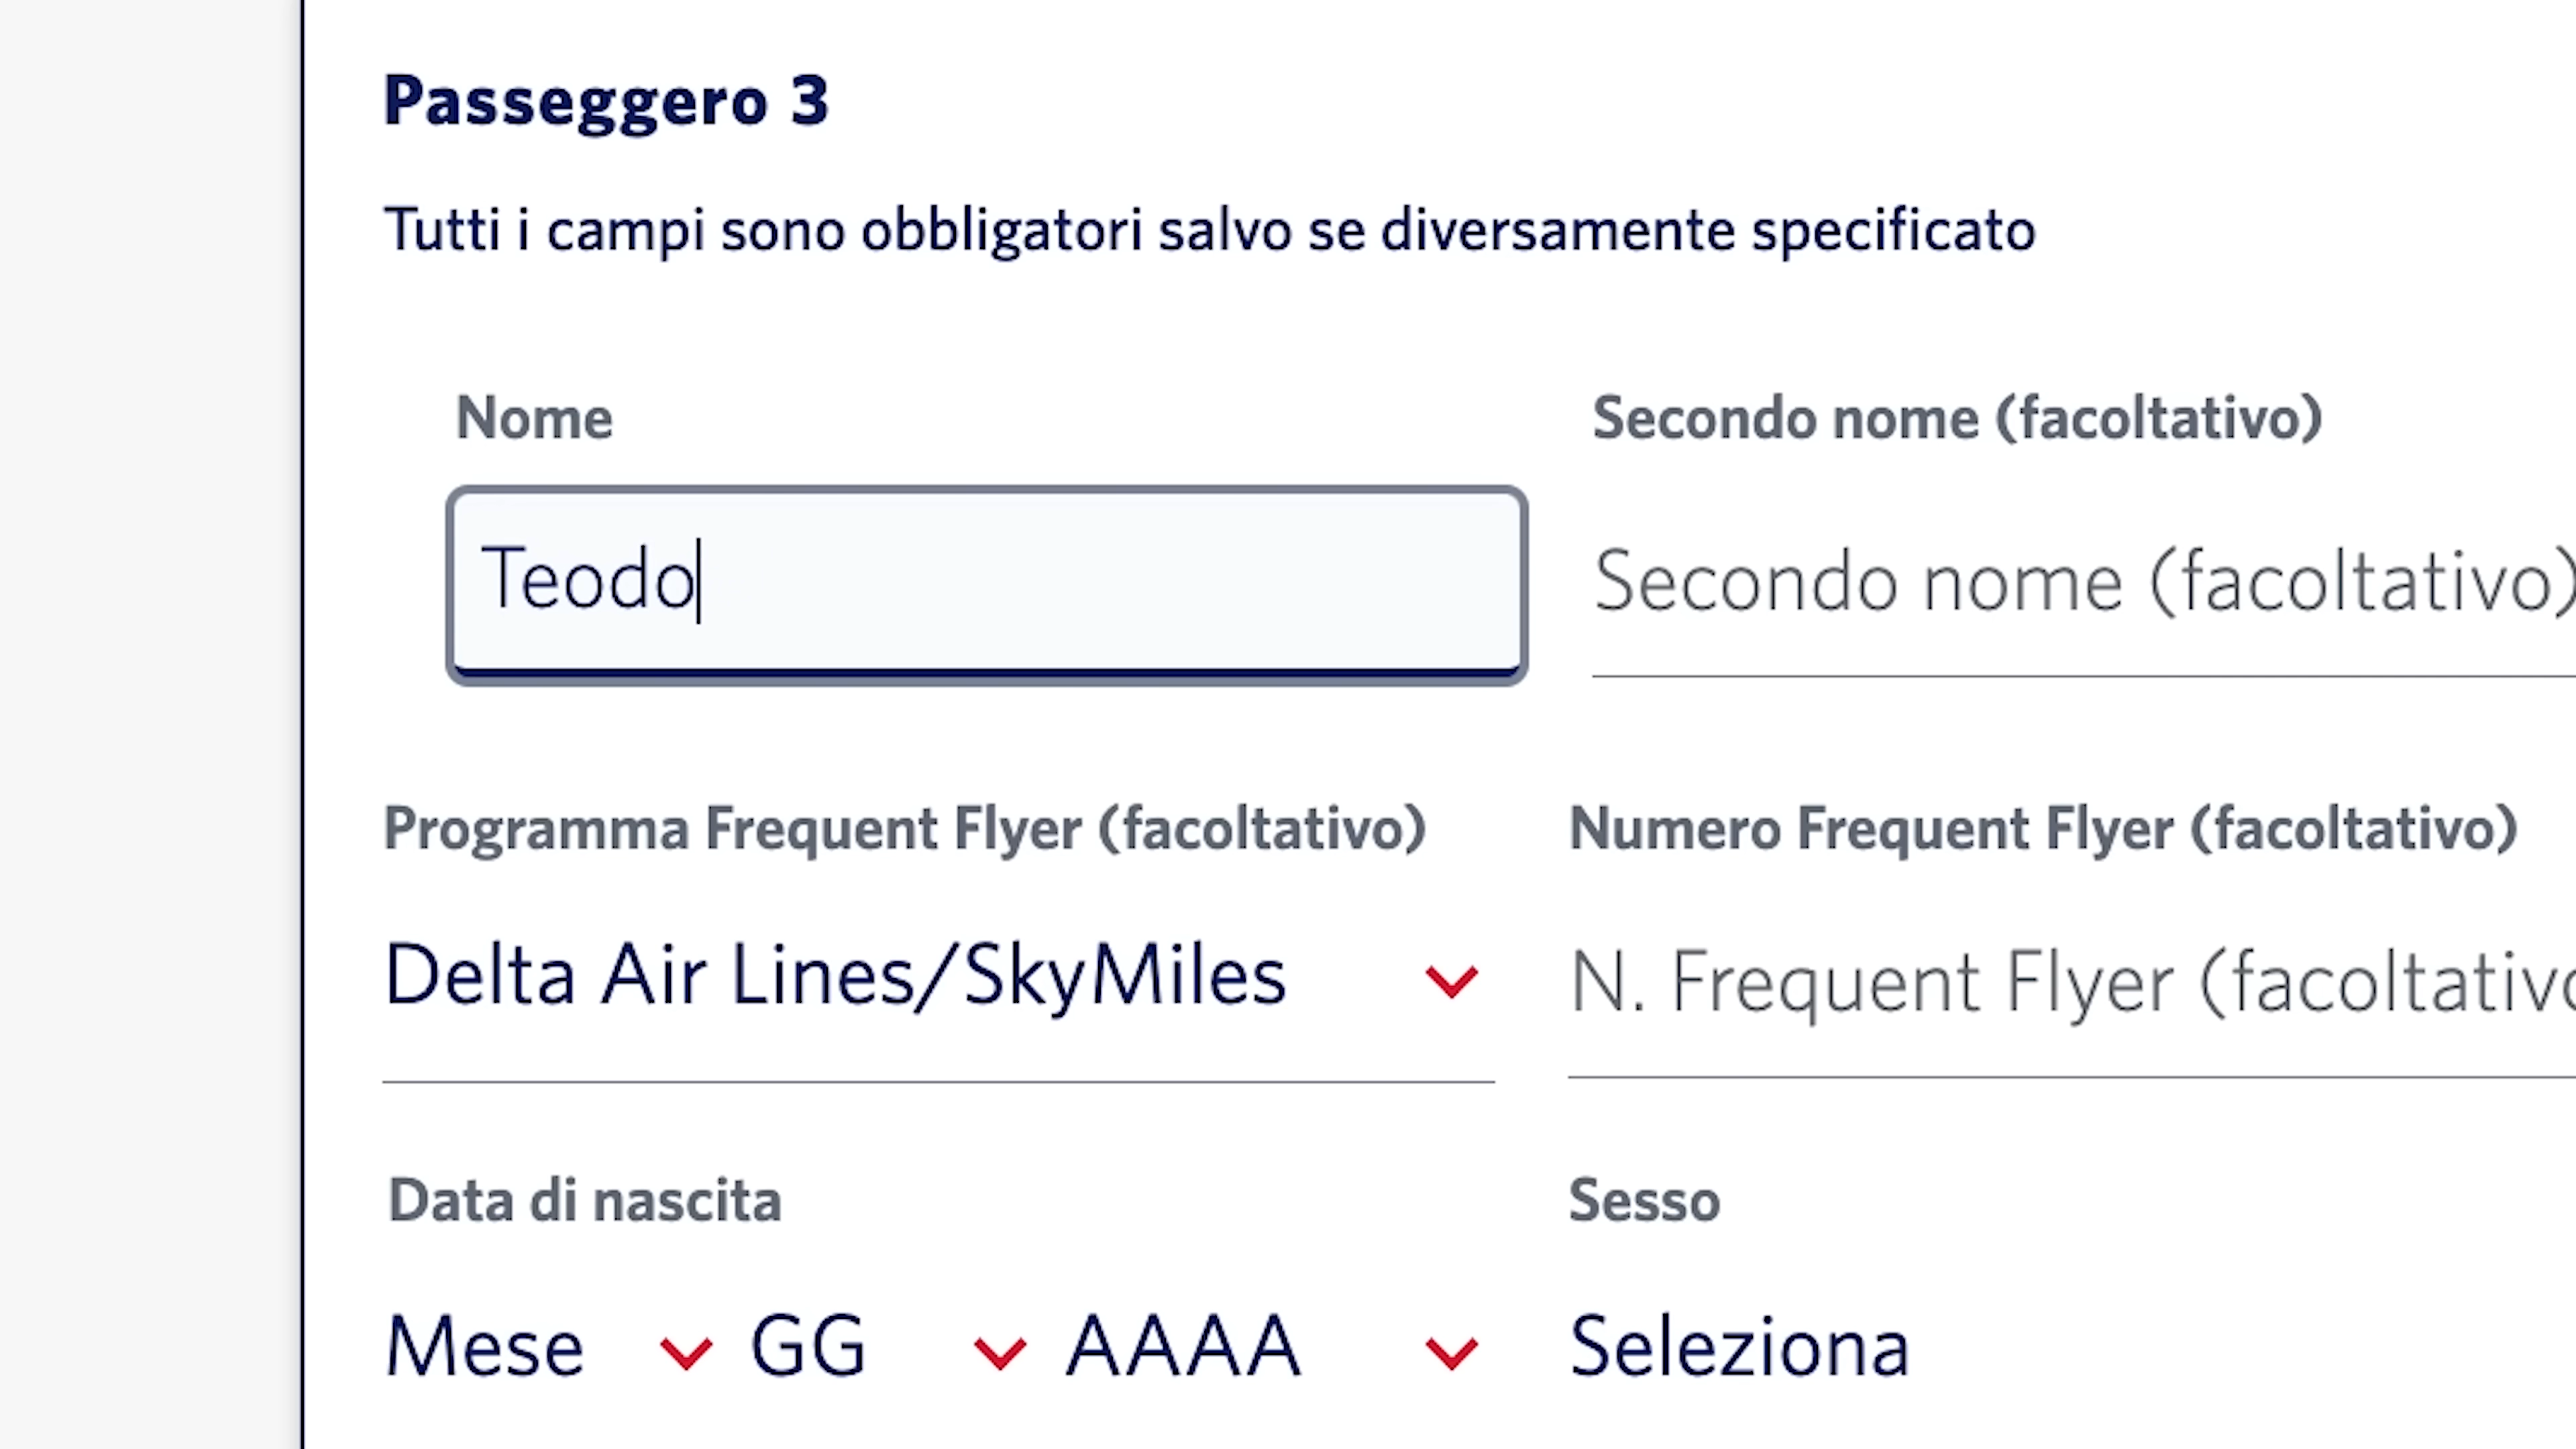 Passeggero 3
Tutti i campi sono obbligatori salvo se diversamente specificato
Nome
Secondo nome (facoltativo)
Teodo
Secondo nome (facoltativo)
Programma Frequent Flyer (facoltativo)
Numero Frequent Flyer (facoltativo)
Delta Air Lines/SkyMiles
N. Frequent Flyer (facoltativo
Data di nascita
Sesso
Mese GG AAAA
Seleziona